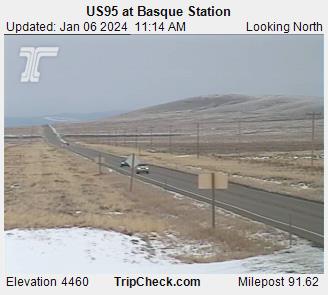 US95 at Basque Station
Updated: Jan 06 2024 11:14 AM Looking North
Elevation 4460 TripCheck.com Milepost 91.62